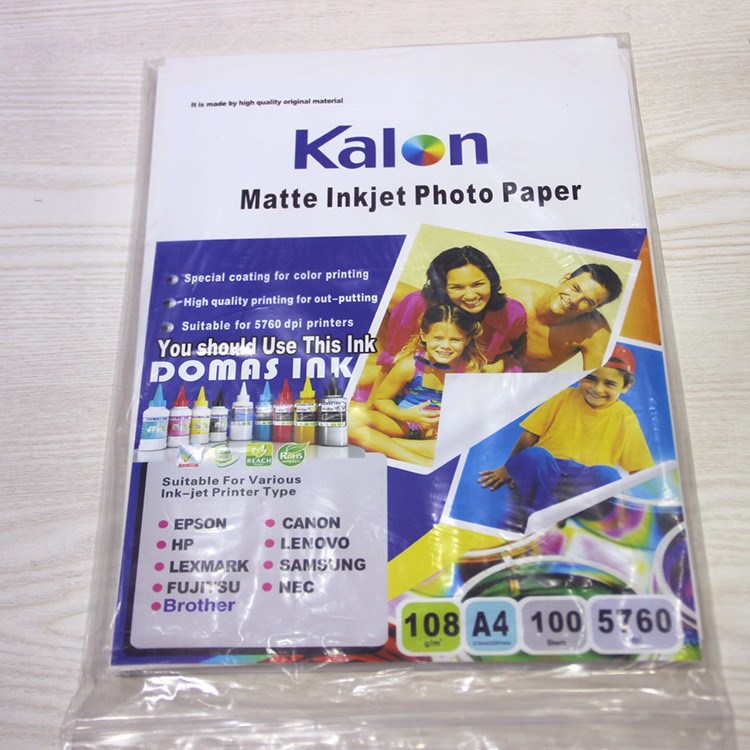 It is made by high quality original material
Kalon
Matte Inkjet Photo Paper
Special coating for color printing
High quality printing for out-putting
Suitable for 5760 dpi printers
You should Use This Ink
DOMAS INK
REACH
RoHS
Suitable For Various
Ink-jet Printer Type
EPSON
CANON
HP
LENOVO
LEXMARK
SAMSUNG
FUJITSU
NEC
Brother
108
g/m²
A4
100
5760